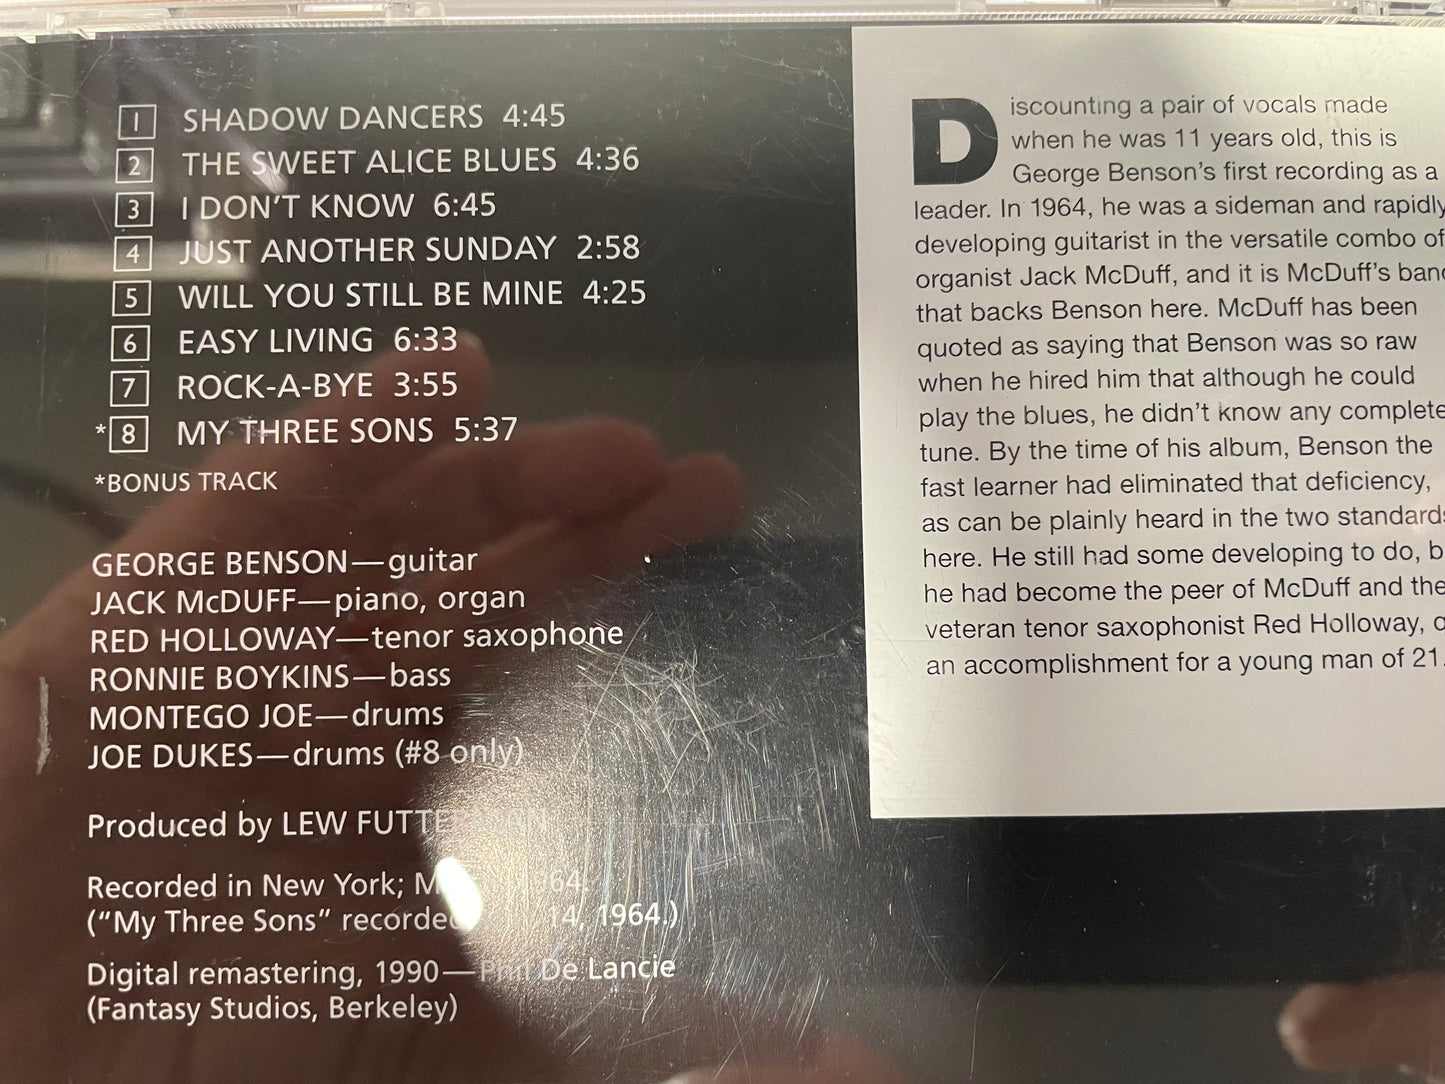 1 SHADOW DANCERS 4:45
2 THE SWEET ALICE BLUES 4:36
3 I DON'T KNOW 6:45
4 JUST ANOTHER SUNDAY 2:58
5 WILL YOU STILL BE MINE 4:25
6 EASY LIVING 6:33
7 ROCK-A-BYE 3:55
*8 MY THREE SONS 5:37
*BONUS TRACK
GEORGE BENSON—guitar
JACK McDUFF—piano, organ
RED HOLLOWAY—tenor saxophone
RONNIE BOYKINS—bass
MONTEGO JOE—drums
JOE DUKES—drums (#8 only)
Produced by LEW
Recorded in New York;
("My Three Sons" recorded 14, 1964.)
Digital remastering, 1990—Phil De Lancie
(Fantasy Studios, Berkeley)
Discounting a pair of vocals made
when he was 11 years old, this is
George Benson's first recording as a
leader. In 1964, he was a sideman and rapidly
developing guitarist in the versatile combo of
organist Jack McDuff, and it is McDuff's band
that backs Benson here. McDuff has been
quoted as saying that Benson was so raw
when he hired him that although he could
play the blues, he didn't know any complete
tune. By the time of his album, Benson the
fast learner had eliminated that deficiency,
as can be plainly heard in the two standards
here. He still had some developing to do,
he had become the peer of McDuff and the
veteran tenor saxophonist Red Holloway,
an accomplishment for a young man of 21.